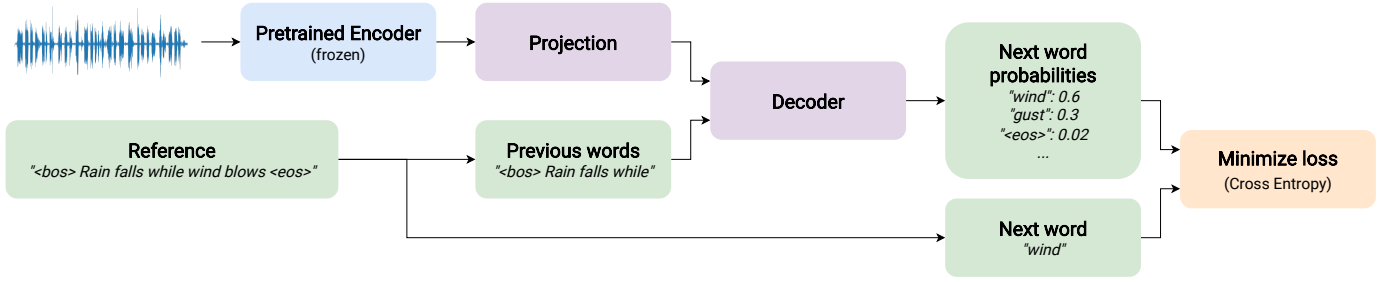 Pretrained Encoder
(frozen)
Projection
Decoder
Next word
probabilities
"wind": 0.6
"gust": 0.3
"<eos>": 0.02
...
Reference
"<bos> Rain falls while wind blows <eos>"
Previous words
"<bos> Rain falls while"
Next word
"wind"
Minimize loss
(Cross Entropy)